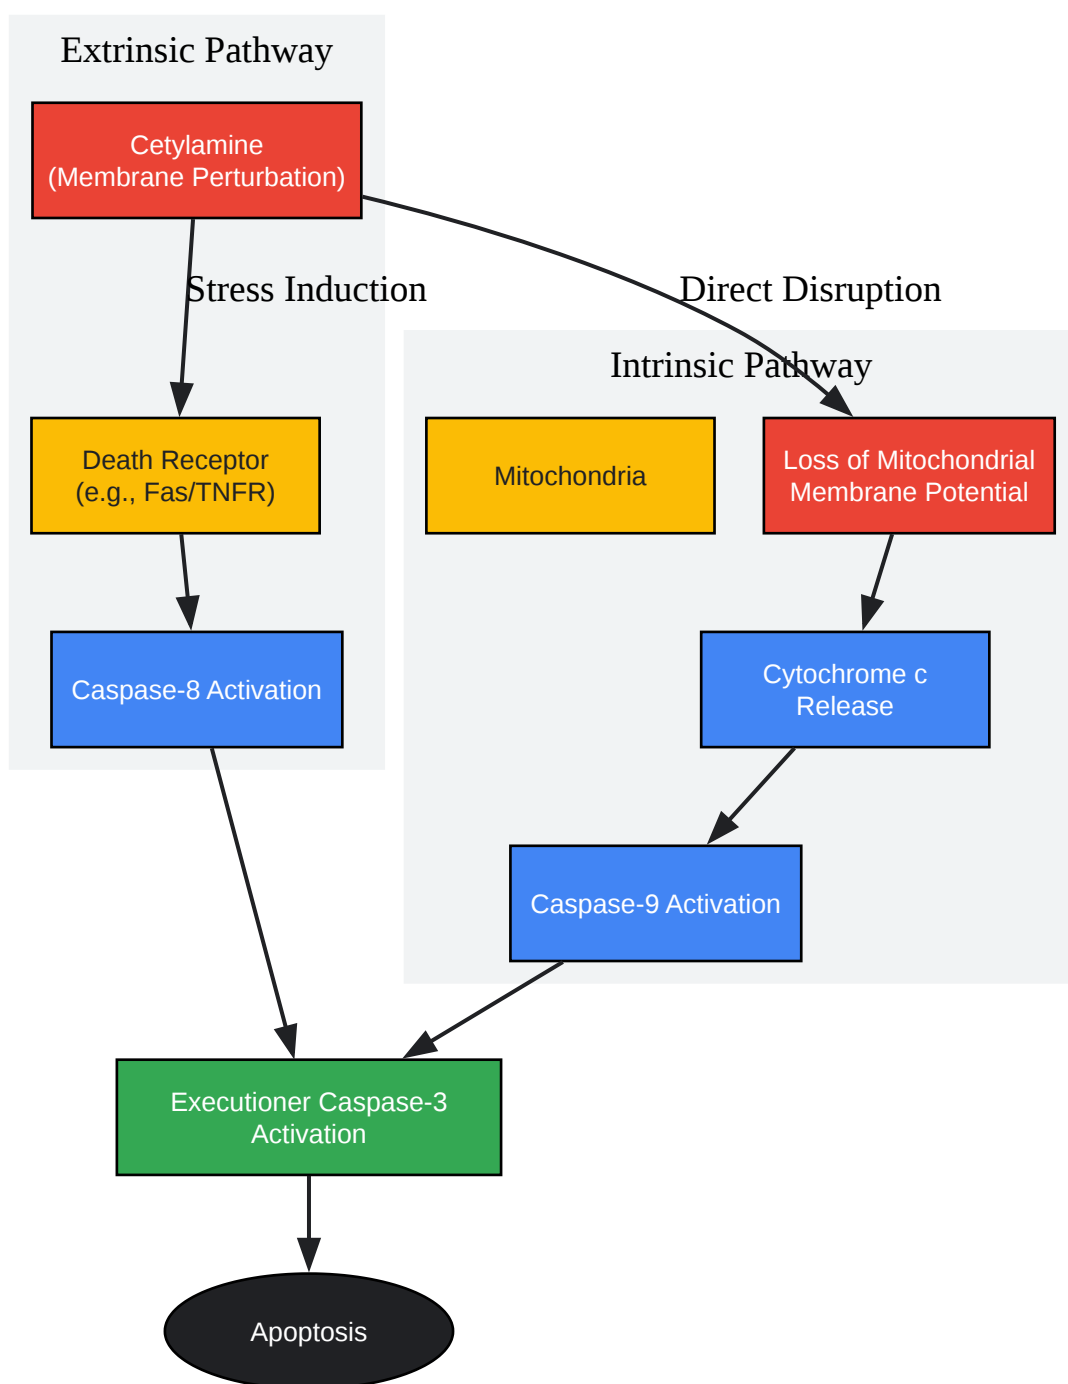 Extrinsic Pathway
Cetylamine
(Membrane Perturbation)
Stress Induction
Direct Disruption
Intrinsic Pathway
Death Receptor
(e.g., Fas/TNFR)
Mitochondria
Loss of Mitochondrial
Membrane Potential
Caspase-8 Activation
Cytochrome c
Release
Caspase-9 Activation
Executioner Caspase-3
Activation
Apoptosis